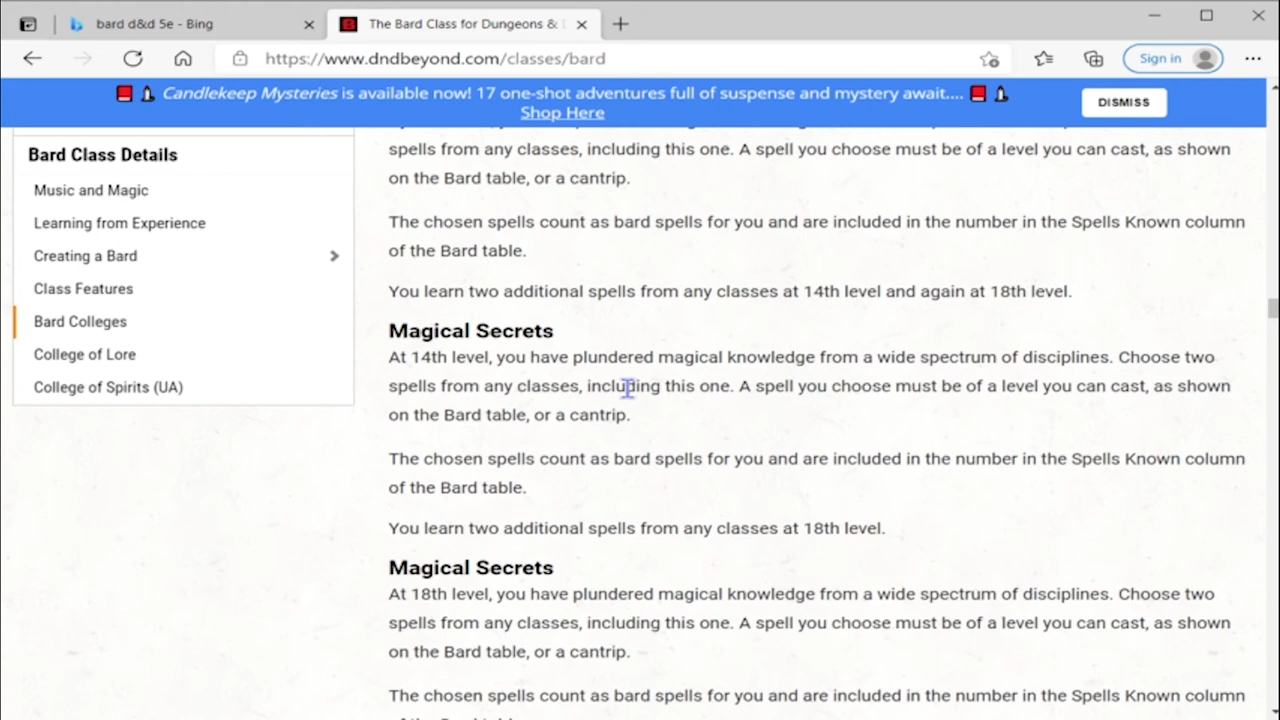 bard d&d 5e - Bing
The Bard Class for Dungeons &
https://www.dndbeyond.com/classes/bard
Sign in
Candlekeep Mysteries is available now! 17 one-shot adventures full of suspense and mystery await....
Shop Here
DISMISS
Bard Class Details
Music and Magic
Learning from Experience
Creating a Bard
Class Features
Bard Colleges
College of Lore
College of Spirits (UA)
spells from any classes, including this one. A spell you choose must be of a level you can cast, as shown
on the Bard table, or a cantrip.
The chosen spells count as bard spells for you and are included in the number in the Spells Known column
of the Bard table.
You learn two additional spells from any classes at 14th level and again at 18th level.
Magical Secrets
At 14th level, you have plundered magical knowledge from a wide spectrum of disciplines. Choose two
spells from any classes, including this one. A spell you choose must be of a level you can cast, as shown
on the Bard table, or a cantrip.
The chosen spells count as bard spells for you and are included in the number in the Spells Known column
of the Bard table.
You learn two additional spells from any classes at 18th level.
Magical Secrets
At 18th level, you have plundered magical knowledge from a wide spectrum of disciplines. Choose two
spells from any classes, including this one. A spell you choose must be of a level you can cast, as shown
on the Bard table, or a cantrip.
The chosen spells count as bard spells for you and are included in the number in the Spells Known column